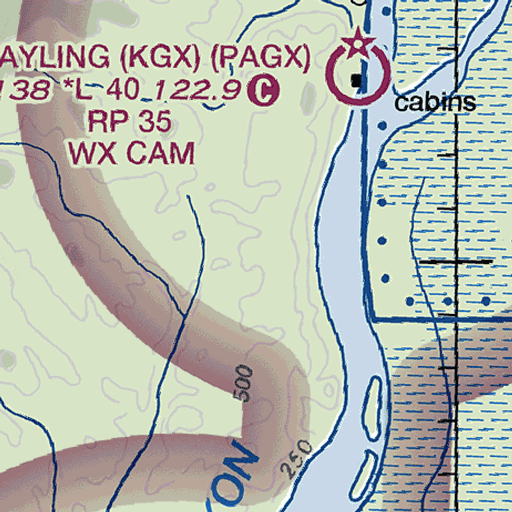 AYLING (KGX) (PAGX)
138 *L 40 122.9 C
RP 35
WX CAM
cabins
500
250
ON